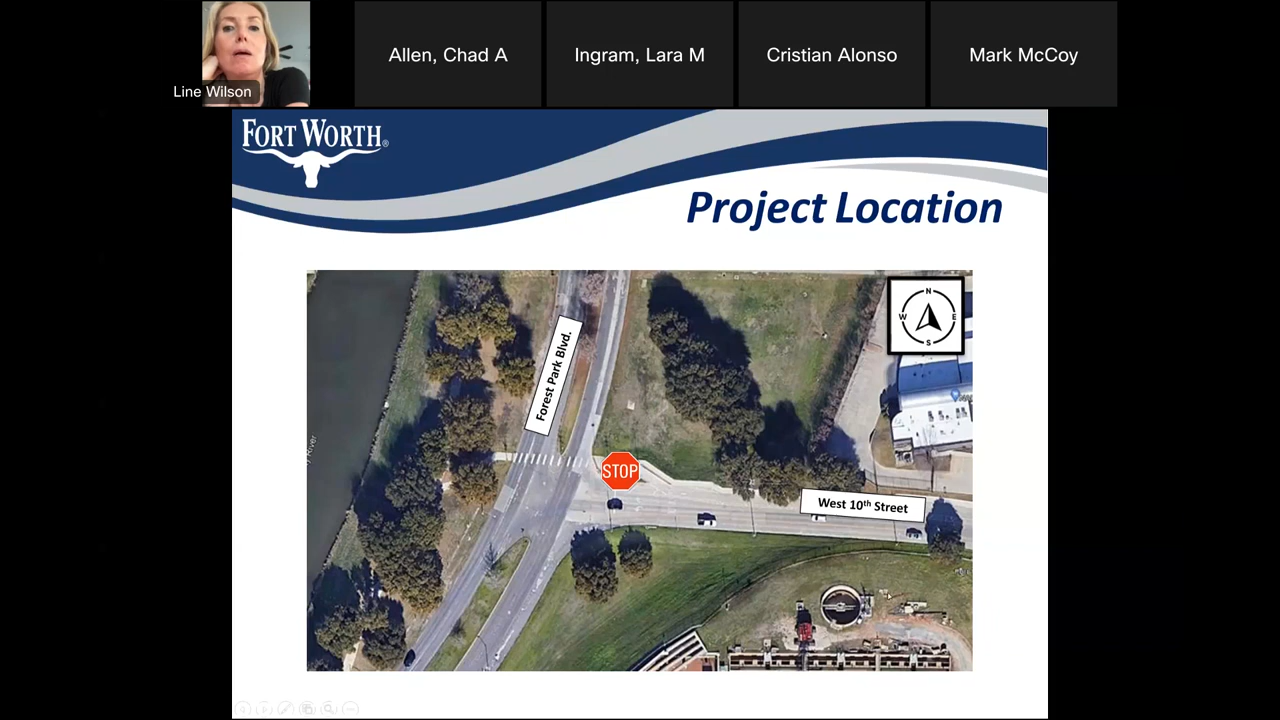 Line Wilson
Allen, Chad A
Ingram, Lara M
Cristian Alonso
Mark McCoy
FORT WORTH®
Project Location
N
W E
S
Forest Park Blvd.
STOP
West 10th Street
River